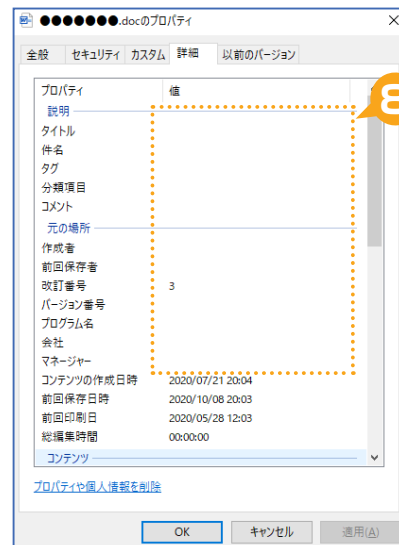 ●●●●●●●.docのプロパティ
全般 セキュリティ カスタム 詳細 以前のバージョン
プロパティ 値
説明
タイトル
件名
タグ
分類項目
コメント
元の場所
作成者
前回保存者
改訂番号 3
バージョン番号
プログラム名
会社
マネージャー
コンテンツの作成日時 2020/07/21 20:04
前回保存日時 2020/10/08 20:03
前回印刷日 2020/05/28 12:03
総編集時間 00:00:00
コンテンツ
プロパティや個人情報を削除
OK キャンセル 適用(A)